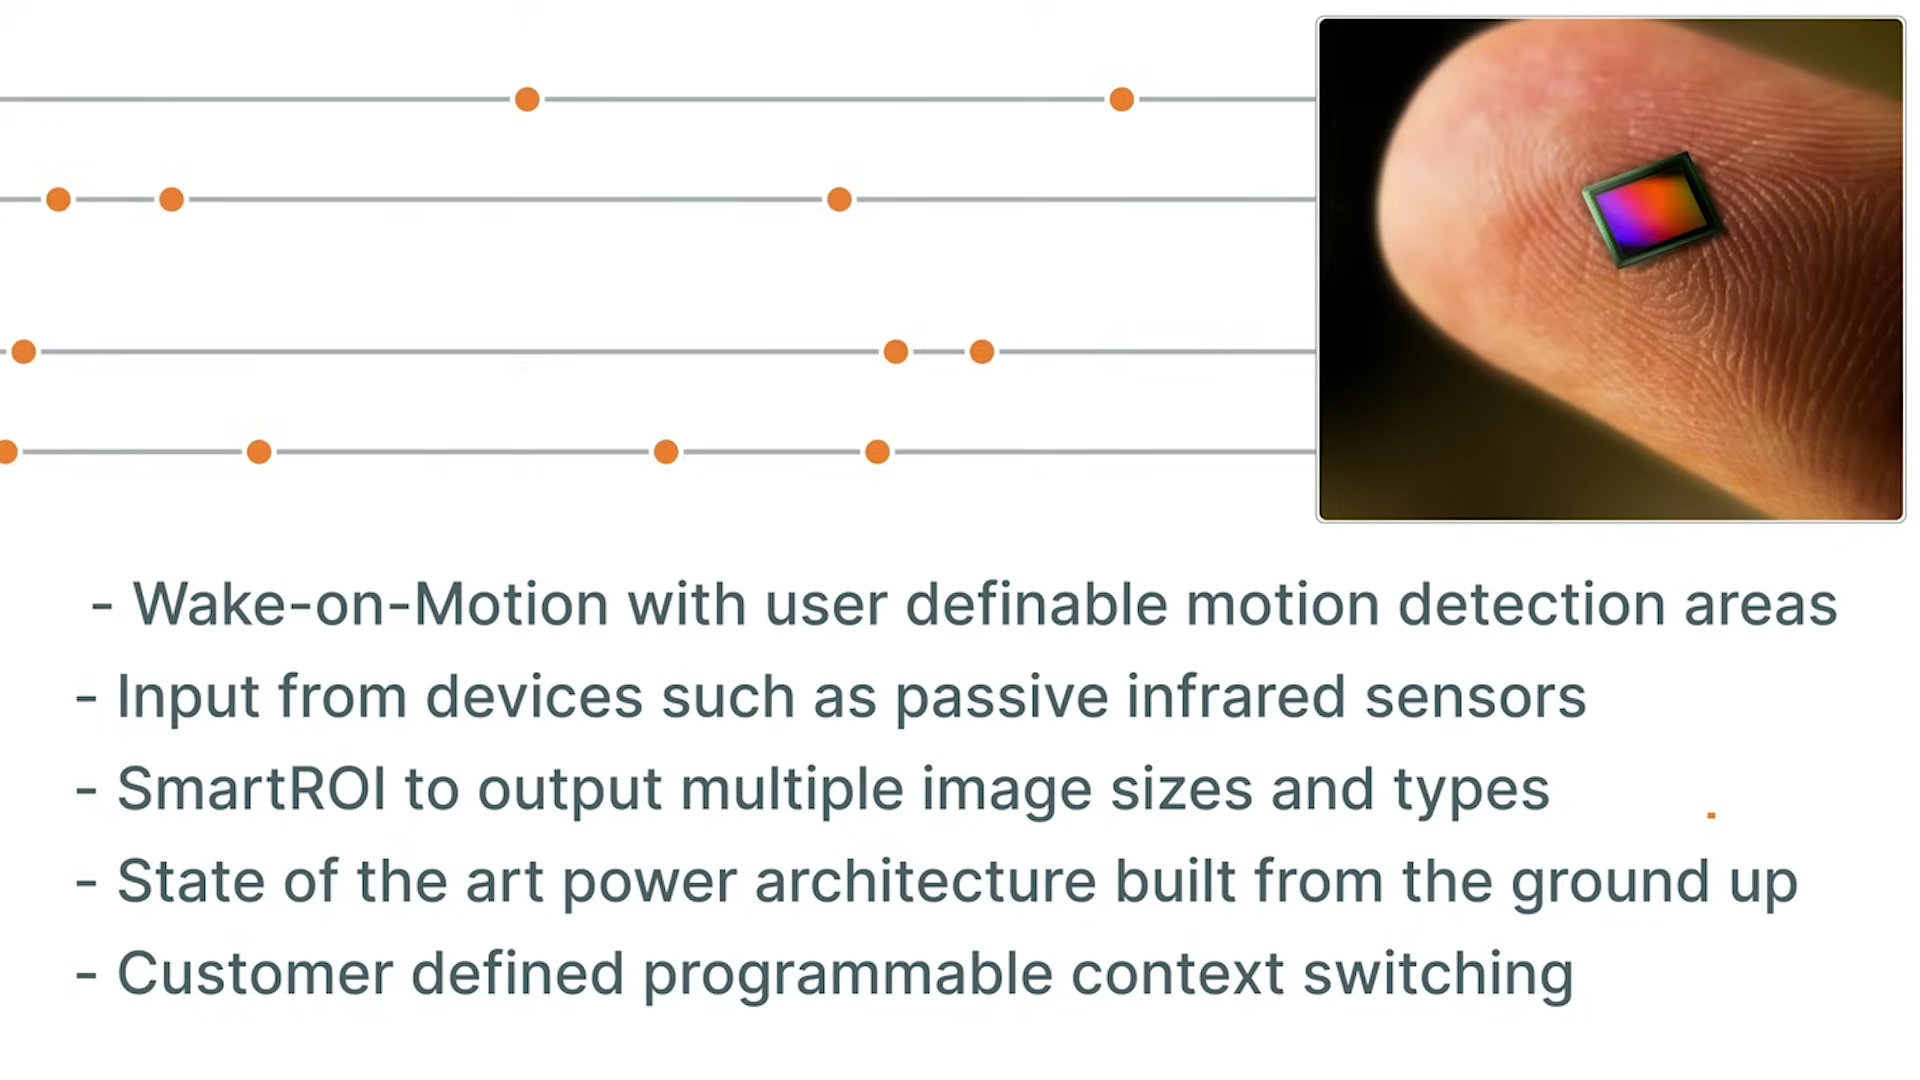 - Wake-on-Motion with user definable motion detection areas
- Input from devices such as passive infrared sensors
- SmartROI to output multiple image sizes and types
- State of the art power architecture built from the ground up
- Customer defined programmable context switching